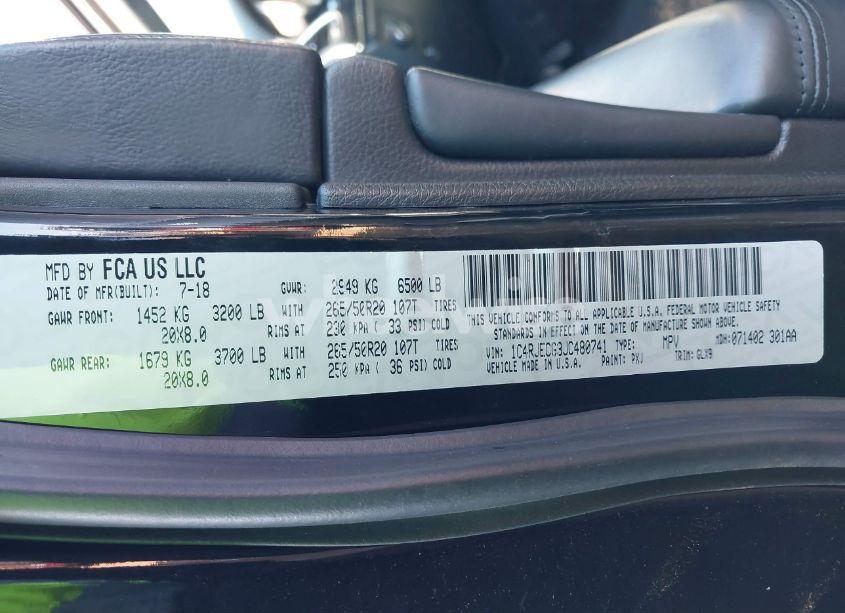 MFD BY FCA US LLC
DATE OF MFR(BUILT): 7-18 GVWR: 2949 KG 6500 LB
GAWR FRONT: 1452 KG 3200 LB WITH 265/50R20 107T TIRES
20X8.0 RIMS AT 230 KPA ( 33 PSI) COLD
GAWR REAR: 1679 KG 3700 LB WITH 265/50R20 107T TIRES
20X8.0 RIMS AT 250 KPA ( 36 PSI) COLD
THIS VEHICLE CONFORMS TO ALL APPLICABLE U.S.A. FEDERAL MOTOR VEHICLE SAFETY
STANDARDS IN EFFECT ON THE DATE OF MANUFACTURE SHOWN ABOVE.
VIN: 1C4RJECG3JC480741 TYPE: MPV MDH:071402 301AA
VEHICLE MADE IN U.S.A. PAINT: PXJ TRIM: GLX9